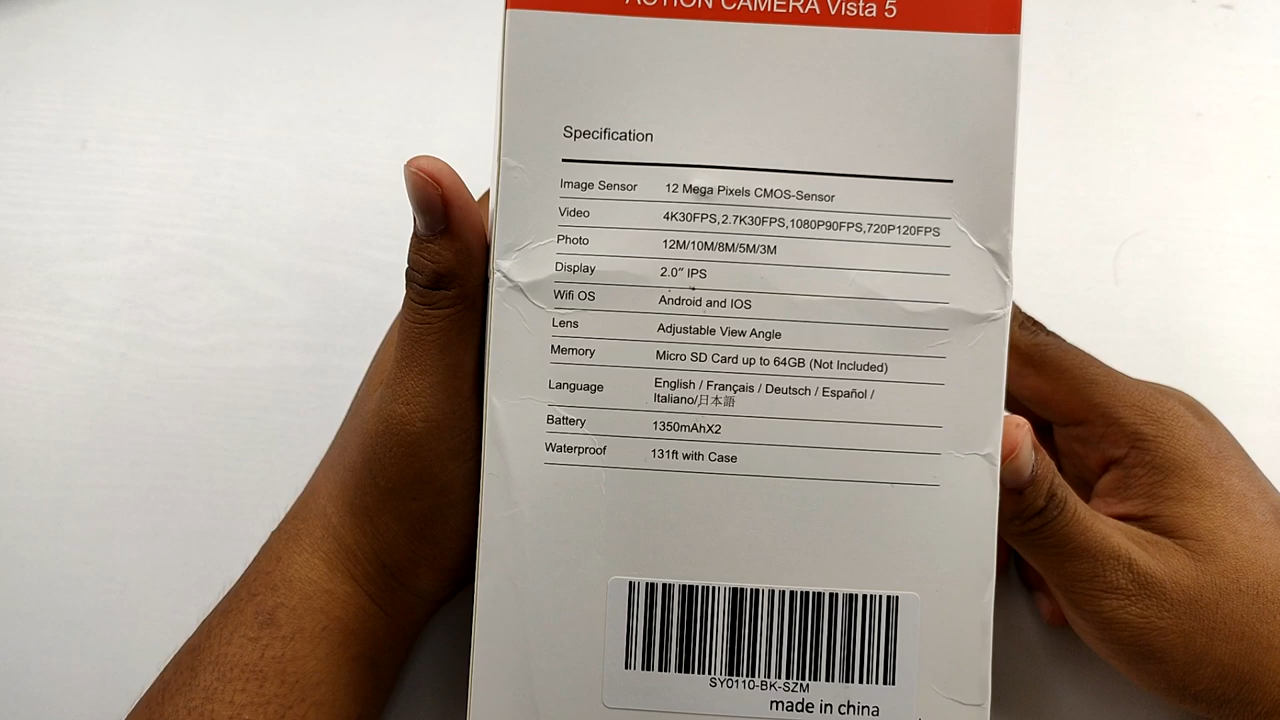 ACTION CAMERA Vista 5
Specification
Image Sensor 12 Mega Pixels CMOS-Sensor
Video 4K30FPS,2.7K30FPS,1080P90FPS,720P120FPS
Photo 12M/10M/8M/5M/3M
Display 2.0″ IPS
Wifi OS Android and IOS
Lens Adjustable View Angle
Memory Micro SD Card up to 64GB (Not Included)
Language English / Français / Deutsch / Español /
Italiano/日本語
Battery 1350mAhX2
Waterproof 131ft with Case
SY0110-BK-SZM
made in china